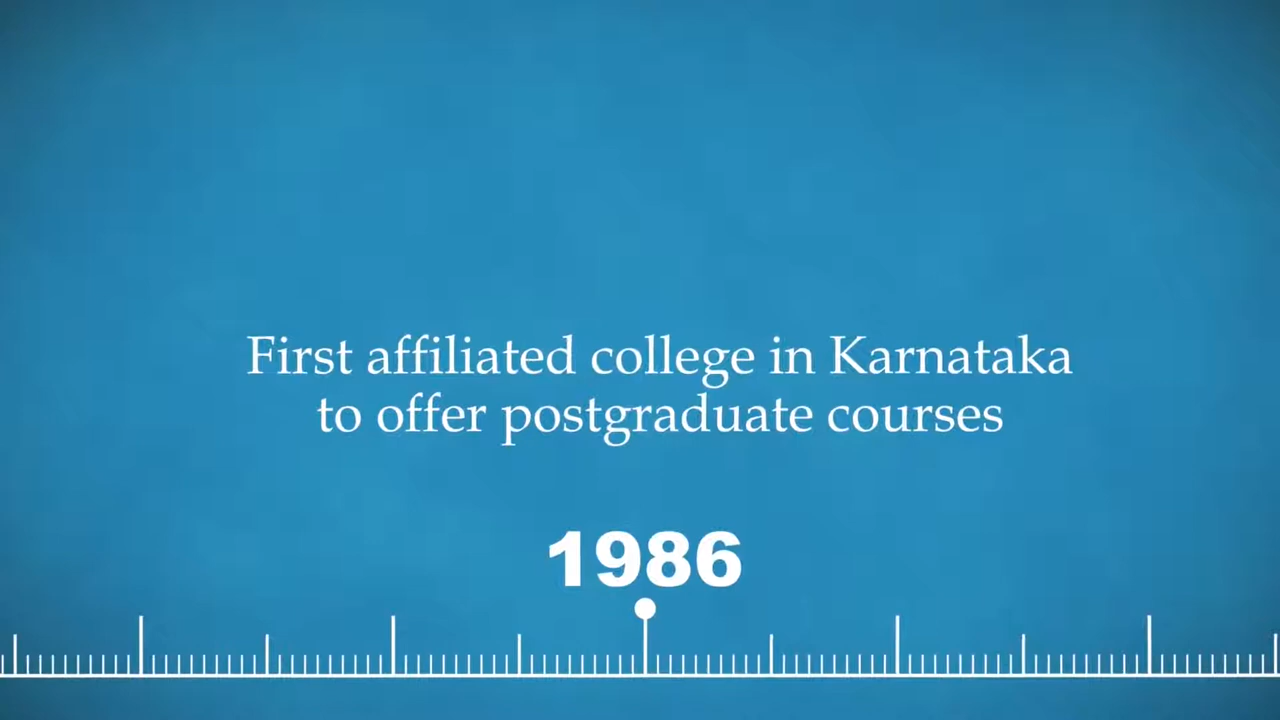 First affiliated college in Karnataka
to offer postgraduate courses
1986